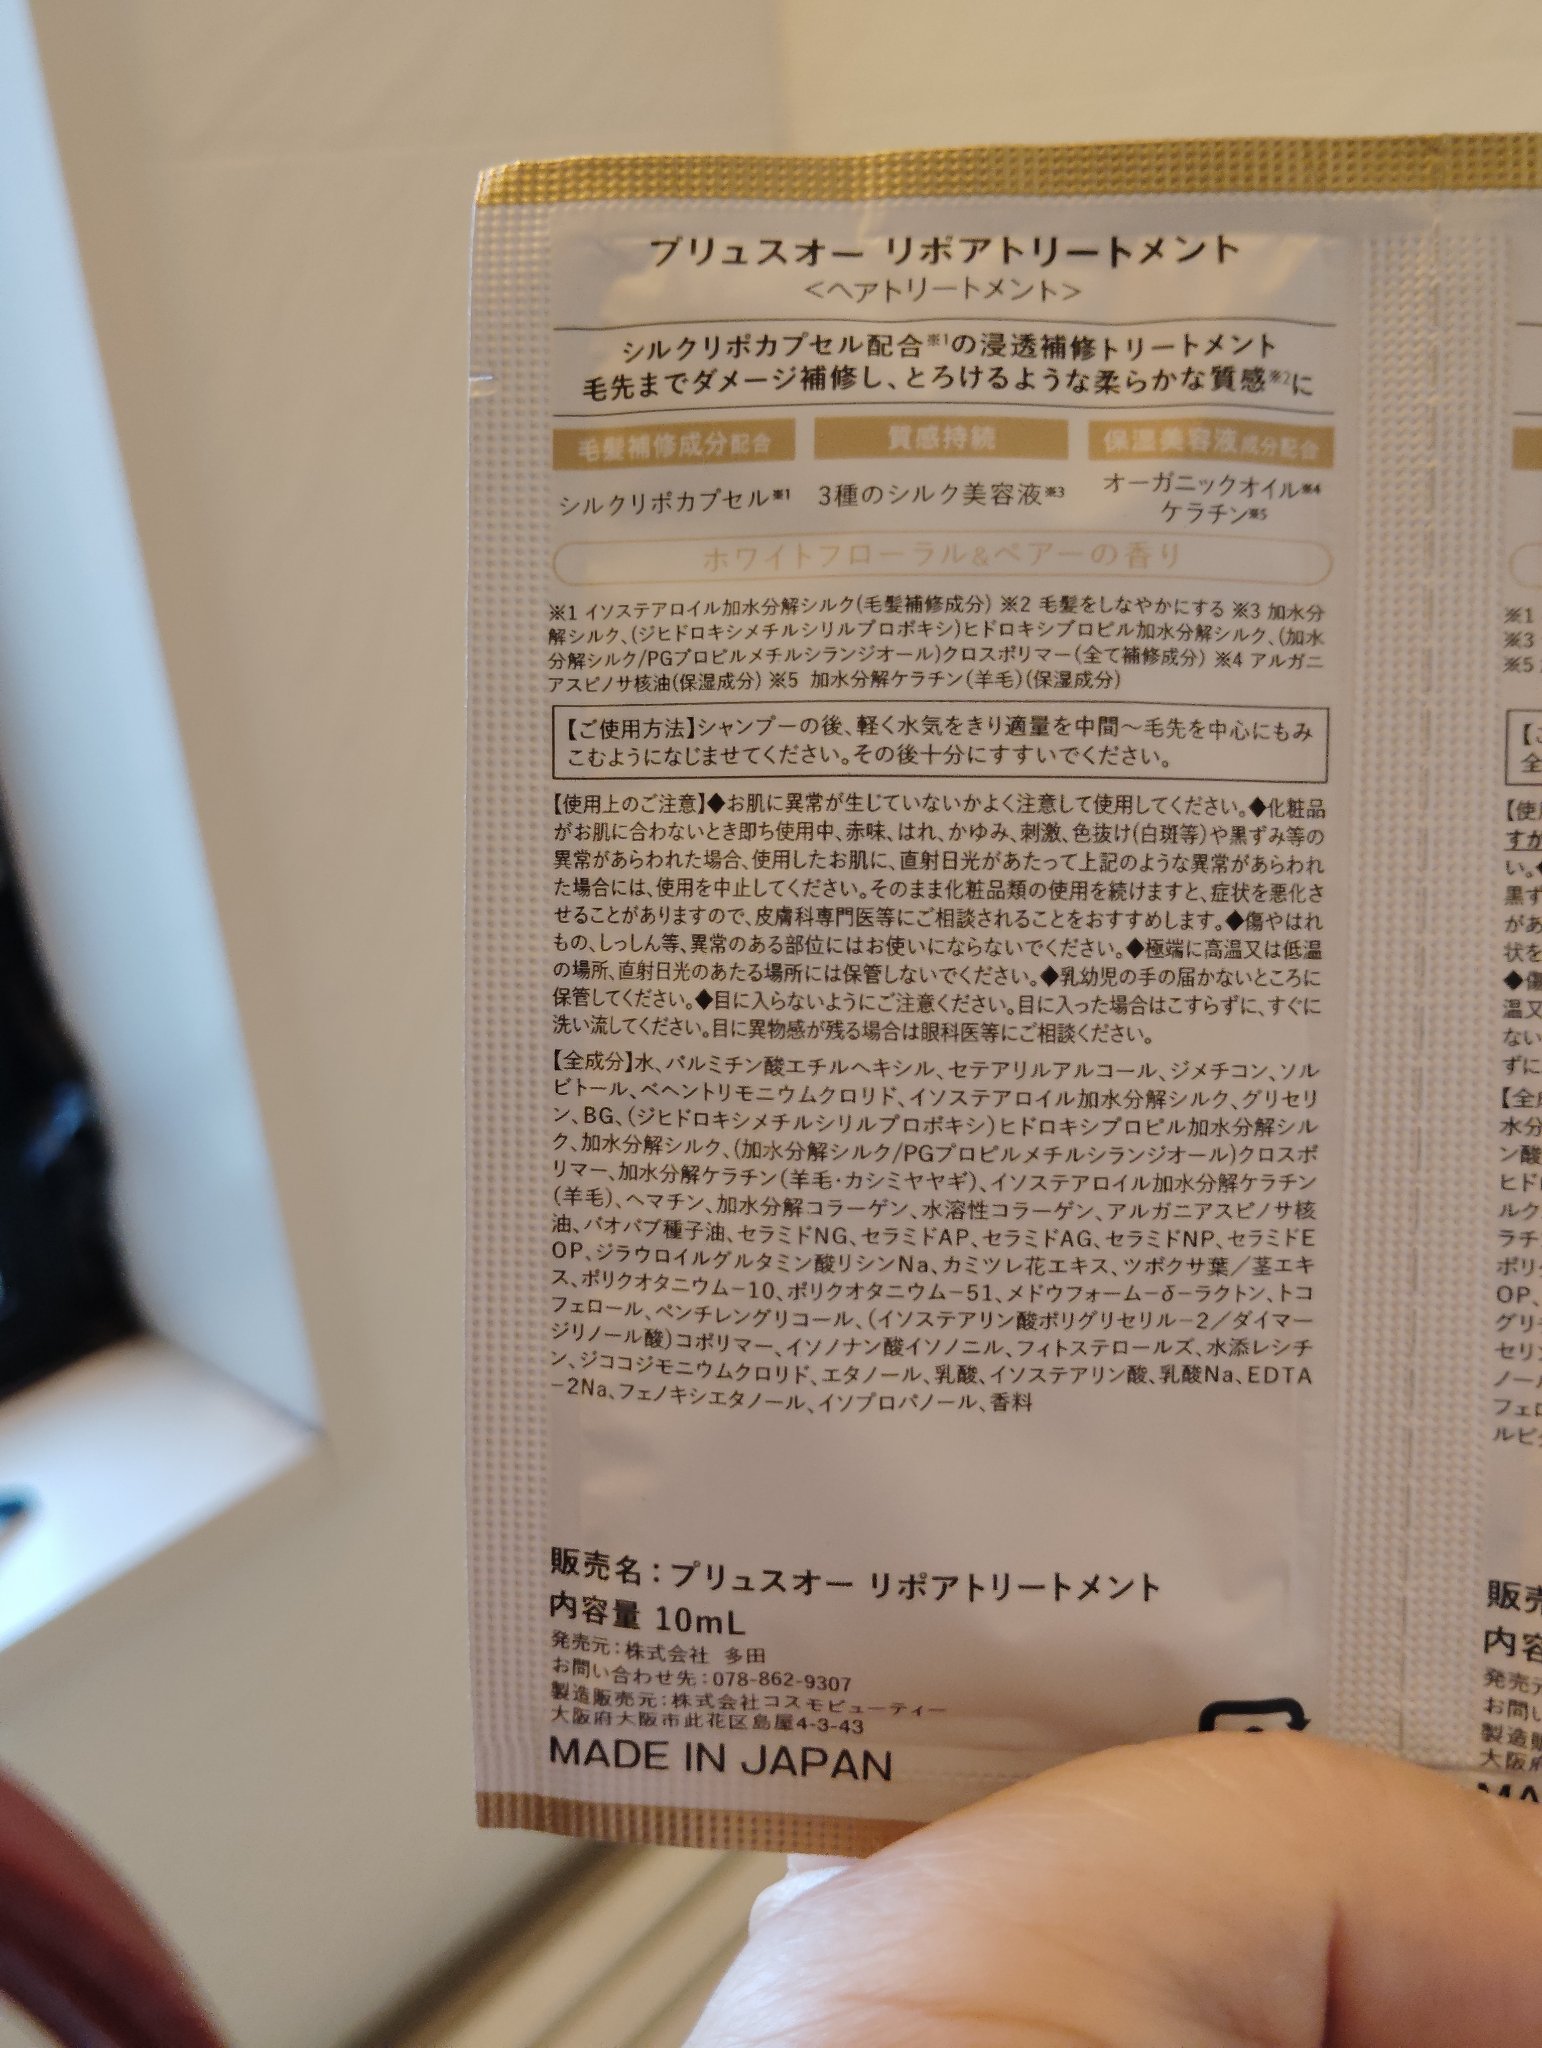 プリュスオー リポアトリートメント
<ヘアトリートメント>
シルクリポカプセル配合※1の浸透補修トリートメント
毛先までダメージ補修し、とろけるような柔らかな質感※2に
毛髪補修成分配合 質感持続 保湿美容液成分配合
シルクリポカプセル※1 3種のシルク美容液※3 オーガニックオイル※4
ケラチン※5
ホワイトフローラル&ペアーの香り
※1 イソステアロイル加水分解シルク(毛髪補修成分) ※2 毛髪をしなやかにする ※3 加水分
解シルク、(ジヒドロキシメチルシリルプロポキシ)ヒドロキシプロピル加水分解シルク、(加水
分解シルク/PGプロピルメチルシランジオール)クロスポリマー(全て補修成分) ※4 アルガニ
アスピノサ核油(保湿成分) ※5 加水分解ケラチン(羊毛)(保湿成分)
【ご使用方法】シャンプーの後、軽く水気をきり適量を中間～毛先を中心にもみ
こむようになじませてください。その後十分にすすいでください。
【使用上のご注意】◆お肌に異常が生じていないかよく注意して使用してください。◆化粧品
がお肌に合わないとき即ち使用中、赤味、はれ、かゆみ、刺激、色抜け(白斑等)や黒ずみ等の
異常があらわれた場合、使用したお肌に、直射日光があたって上記のような異常があらわれ
た場合には、使用を中止してください。そのまま化粧品類の使用を続けますと、症状を悪化さ
せることがありますので、皮膚科専門医等にご相談されることをおすすめします。◆傷やはれ
もの、しっしん等、異常のある部位にはお使いにならないでください。◆極端に高温又は低温
の場所、直射日光のあたる場所には保管しないでください。◆乳幼児の手の届かないところに
保管してください。◆目に入らないようにご注意ください。目に入った場合はこすらずに、すぐに
洗い流してください。目に異物感が残る場合は眼科医等にご相談ください。
【全成分】水、パルミチン酸エチルヘキシル、セテアリルアルコール、ジメチコン、ソル
ビトール、ベヘントリモニウムクロリド、イソステアロイル加水分解シルク、グリセリ
ン、BG、(ジヒドロキシメチルシリルプロポキシ)ヒドロキシプロピル加水分解シル
ク、加水分解シルク、(加水分解シルク/PGプロピルメチルシランジオール)クロスポ
リマー、加水分解ケラチン(羊毛・カシミヤヤギ)、イソステアロイル加水分解ケラチン
(羊毛)、ヘマチン、加水分解コラーゲン、水溶性コラーゲン、アルガニアスピノサ核
油、バオバブ種子油、セラミドNG、セラミドAP、セラミドAG、セラミドNP、セラミドE
OP、ジラウロイルグルタミン酸リシンNa、カミツレ花エキス、ツボクサ葉／茎エキ
ス、ポリクオタニウム-10、ポリクオタニウム-51、メドウフォーム-δ-ラクトン、トコ
フェロール、ペンチレングリコール、(イソステアリン酸ポリグリセリル-2／ダイマー
ジリノール酸)コポリマー、イソノナン酸イソノニル、フィトステロールズ、水添レシチ
ン、ジココジモニウムクロリド、エタノール、乳酸、イソステアリン酸、乳酸Na、EDTA
-2Na、フェノキシエタノール、イソプロパノール、香料
販売名：プリュスオー リポアトリートメント
内容量 10mL
発売元：株式会社 多田
お問い合わせ先：078-862-9307
製造販売元：株式会社コスモビューティー
大阪府大阪市此花区島屋4-3-43
MADE IN JAPAN
※1
※3
※5
【使
すか
い。◆
黒ず
があ
状を
◆傷
温又
ない
ずに
【全成
水分
ン酸
ヒド
ルク
ラチ
ポリ
OP、
グリ
セリ
ノール
フェ
ルビ
販売
内容
発売元
お問い
製造
大阪府
MA